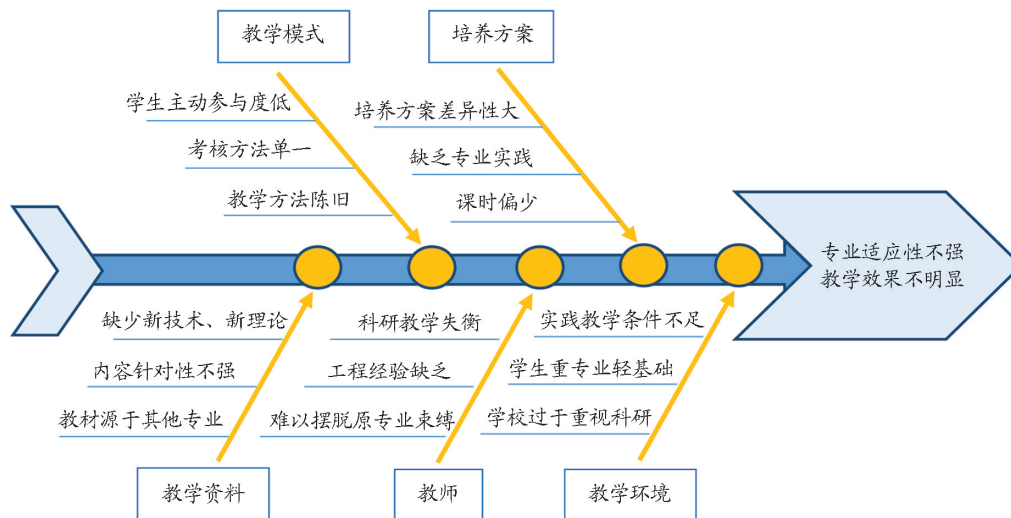 教学模式
培养方案
学生主动参与度低
培养方案差异性大
考核方法单一
缺乏专业实践
教学方法陈旧
课时偏少
专业适应性不强
教学效果不明显
缺少新技术、新理论
科研教学失衡
实践教学条件不足
内容针对性不强
工程经验缺乏
学生重专业轻基础
教材源于其他专业
难以摆脱原专业束缚
学校过于重视科研
教学资料
教师
教学环境